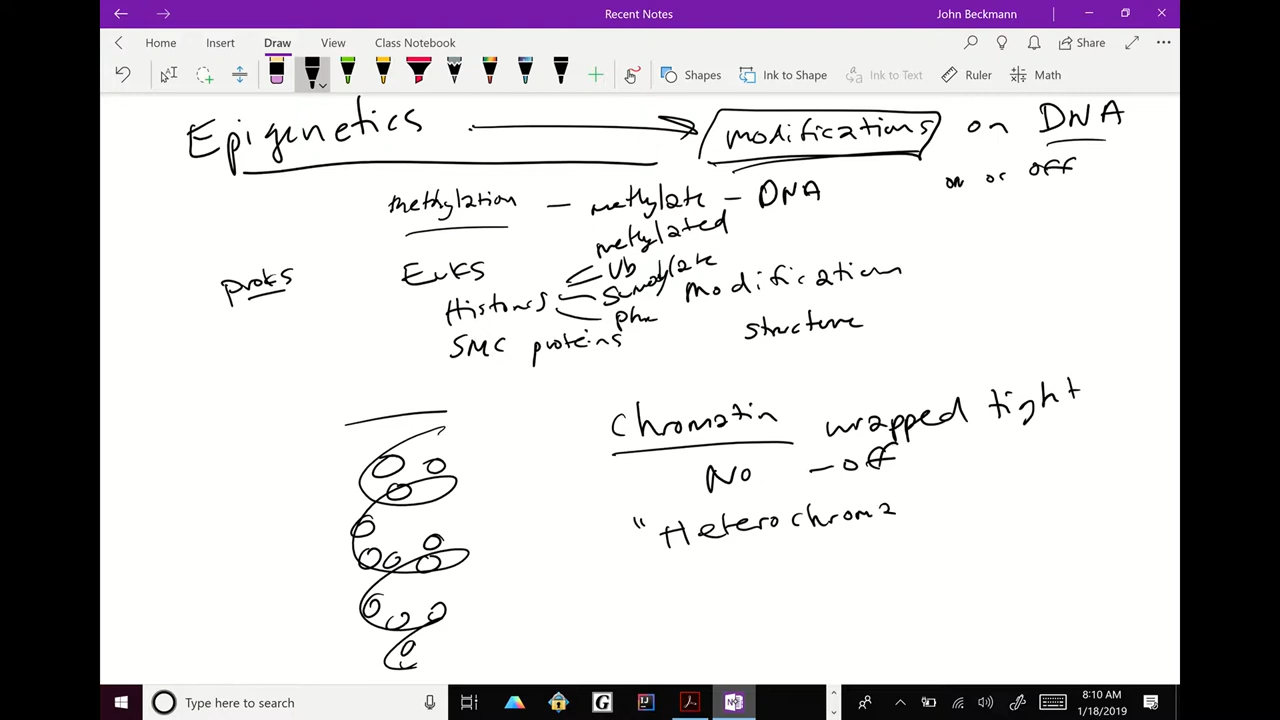 Recent Notes
John Beckmann
Home Insert Draw View Class Notebook Share
Shapes Ink to Shape Ink to Text Ruler Math
Epigenetics modifications on DNA
on or off
methylation – methylate – DNA
methylated
proks Euks Ub
Histones Sumoylate modification
pho
SMC proteins structure
chromatin wrapped tight
No – off
"Heterochroma
Type here to search
8:10 AM
1/18/2019